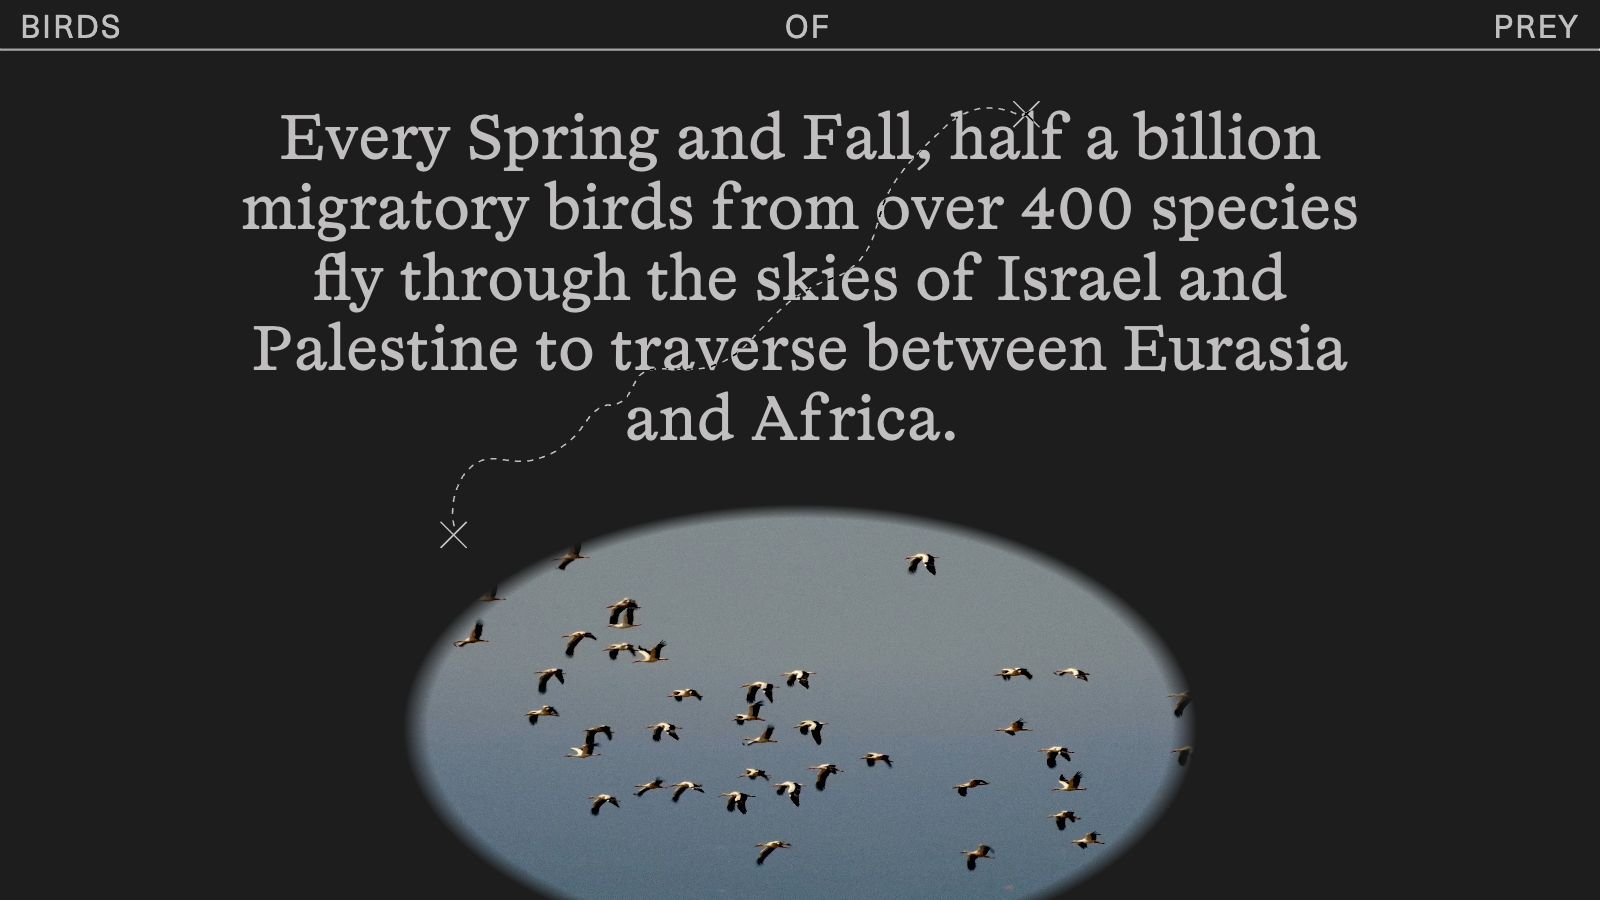 BIRDS OF PREY
Every Spring and Fall, half a billion
migratory birds from over 400 species
fly through the skies of Israel and
Palestine to traverse between Eurasia
and Africa.